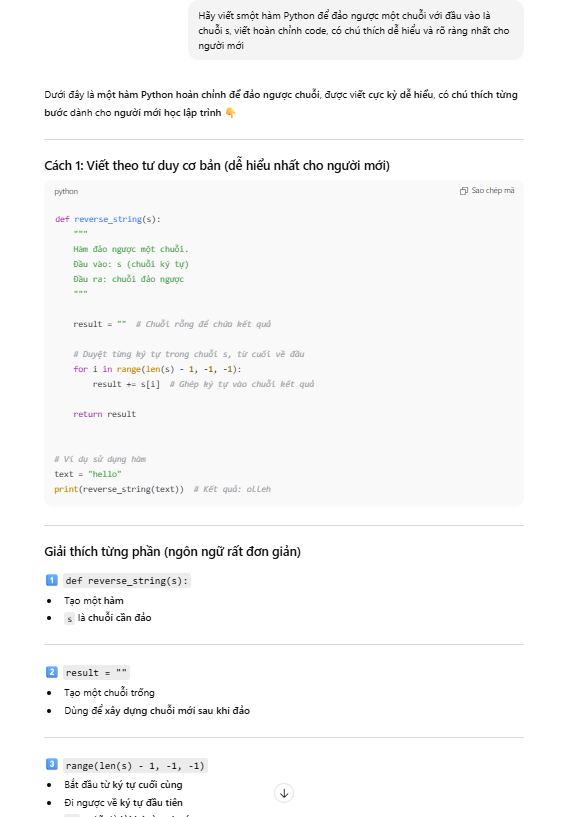 Hãy viết smột hàm Python để đảo ngược một chuỗi với đầu vào là
chuỗi s, viết hoàn chỉnh code, có chú thích dễ hiểu và rõ ràng nhất cho
người mới
Dưới đây là một hàm Python hoàn chỉnh để đảo ngược chuỗi, được viết cực kỳ dễ hiểu, có chú thích từng
bước dành cho người mới học lập trình 👇
Cách 1: Viết theo tư duy cơ bản (dễ hiểu nhất cho người mới)
python
Sao chép mã
def reverse_string(s):
"""
Hàm đảo ngược một chuỗi.
Đầu vào: s (chuỗi ký tự)
Đầu ra: chuỗi đảo ngược
"""
result = ""  # Chuỗi rỗng để chứa kết quả
# Duyệt từng ký tự trong chuỗi s, từ cuối về đầu
for i in range(len(s) - 1, -1, -1):
result += s[i]  # Ghép ký tự vào chuỗi kết quả
return result
# Ví dụ sử dụng hàm
text = "hello"
print(reverse_string(text))  # Kết quả: olleh
Giải thích từng phần (ngôn ngữ rất đơn giản)
1 def reverse_string(s):
• Tạo một hàm
• s là chuỗi cần đảo
2 result = ""
• Tạo một chuỗi trống
• Dùng để xây dựng chuỗi mới sau khi đảo
3 range(len(s) - 1, -1, -1)
• Bắt đầu từ ký tự cuối cùng
• Đi ngược về ký tự đầu tiên